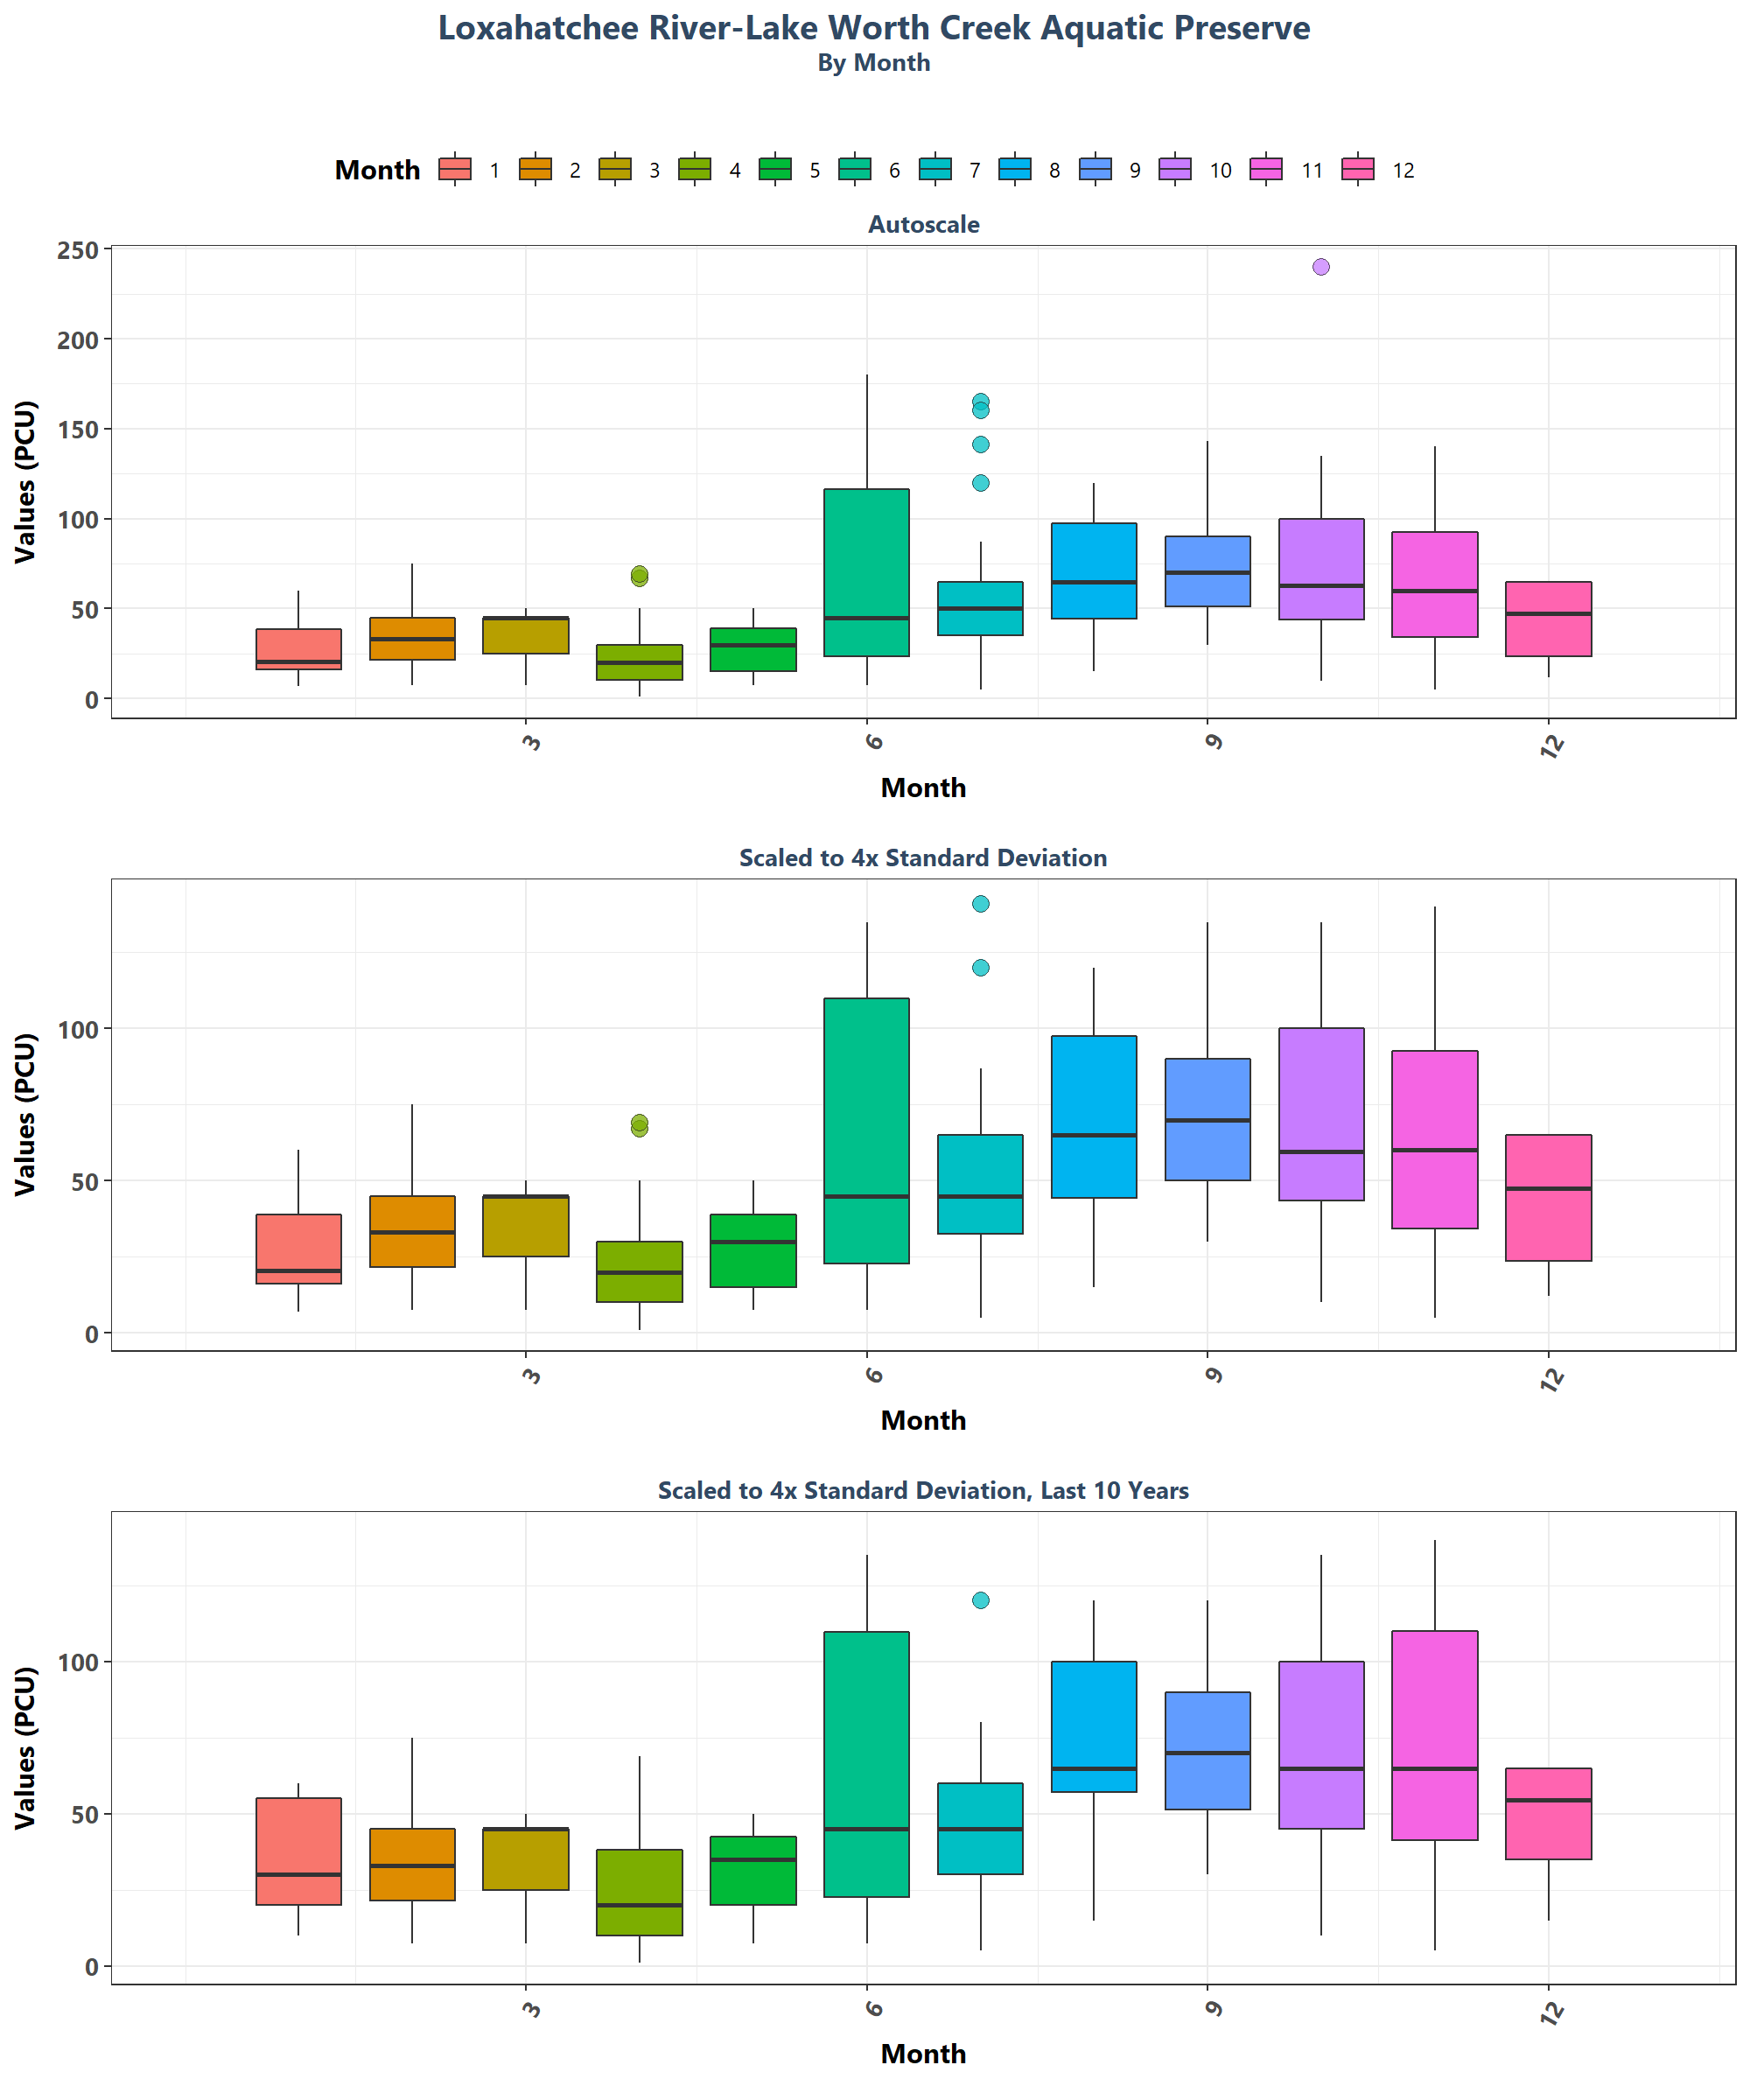 Loxahatchee River-Lake Worth Creek Aquatic Preserve
By Month
Month 1 2 3 4 5 6 7 8 9 10 11 12
Autoscale
Values (PCU)
250
200
150
100
50
0
3 6 9 12
Month
Scaled to 4x Standard Deviation
Values (PCU)
100
50
0
3 6 9 12
Month
Scaled to 4x Standard Deviation, Last 10 Years
Values (PCU)
100
50
0
3 6 9 12
Month